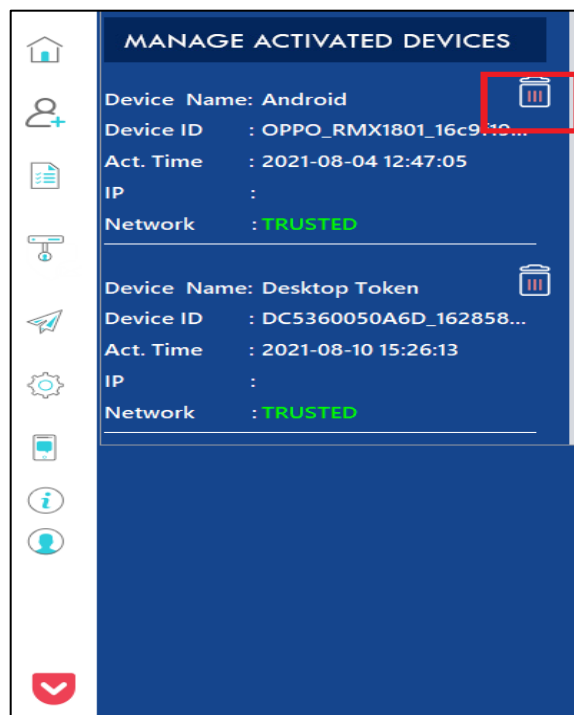 MANAGE ACTIVATED DEVICES
Device Name: Android
Device ID : OPPO_RMX1801_16c9f19...
Act. Time : 2021-08-04 12:47:05
IP :
Network : TRUSTED
Device Name: Desktop Token
Device ID : DC5360050A6D_162858...
Act. Time : 2021-08-10 15:26:13
IP :
Network : TRUSTED